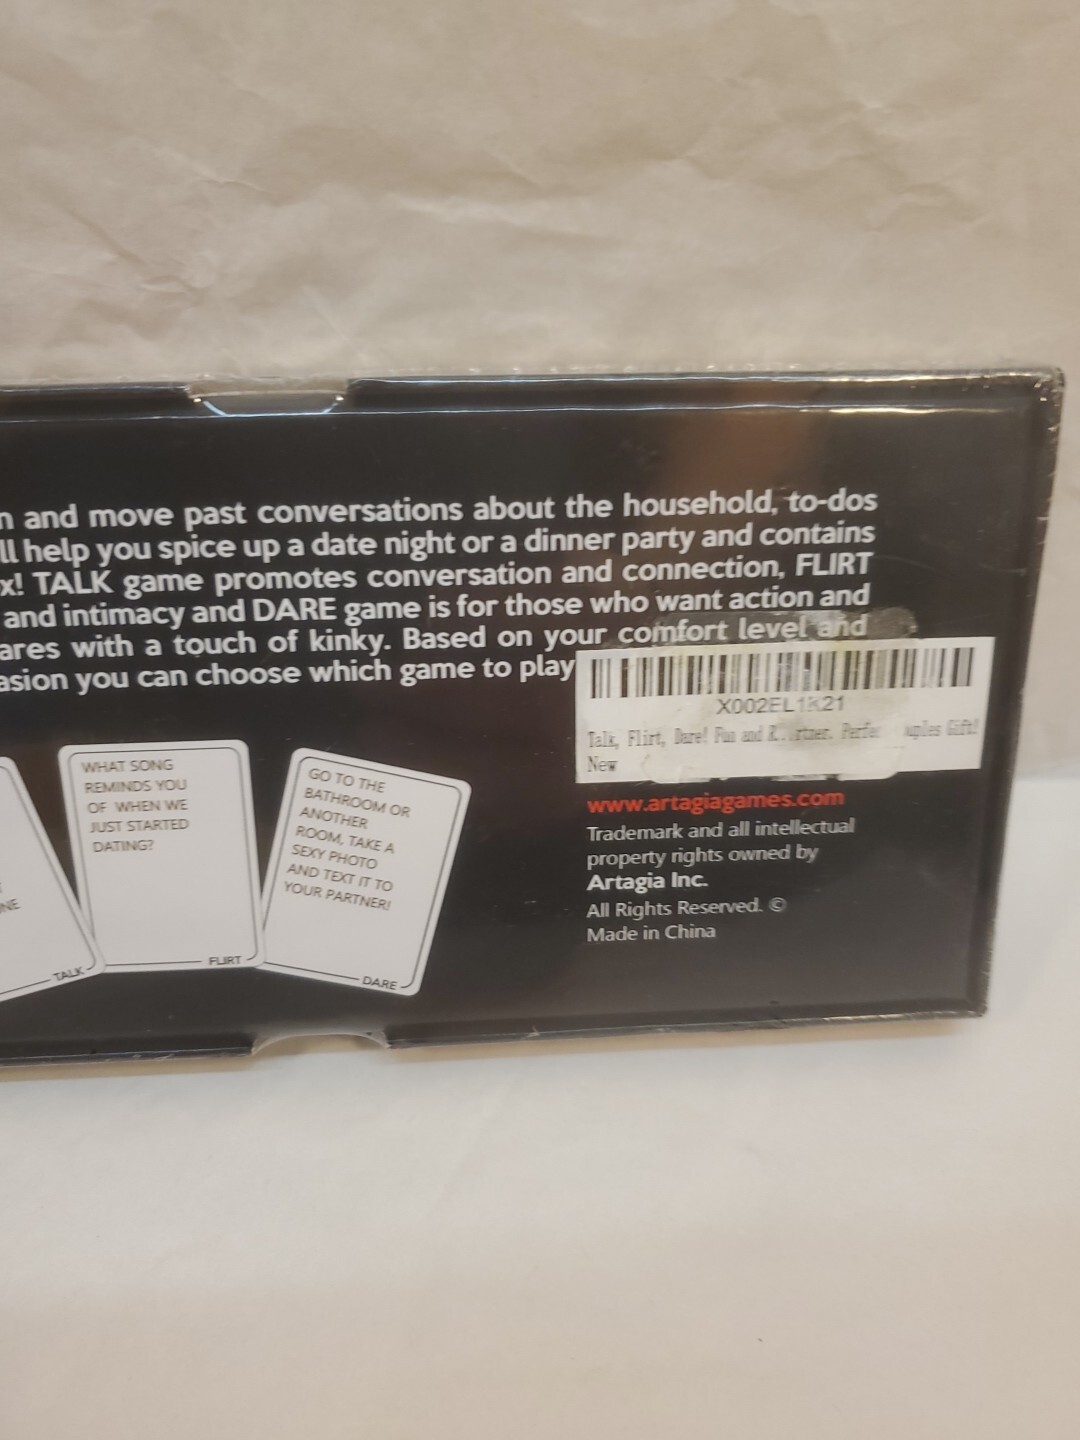 n and move past conversations about the household, to-dos
ll help you spice up a date night or a dinner party and contains
x! TALK game promotes conversation and connection, FLIRT
and intimacy and DARE game is for those who want action and
ares with a touch of kinky. Based on your comfort level and
asion you can choose which game to play
X002EL1K21
Talk, Flirt, Dare! Fun and R rtner. Perfe uples Gift!
New
www.artagiagames.com
Trademark and all intellectual
property rights owned by
Artagia Inc.
All Rights Reserved. ©
Made in China
NE
TALK
WHAT SONG
REMINDS YOU
OF WHEN WE
JUST STARTED
DATING?
FLIRT
GO TO THE
BATHROOM OR
ANOTHER
ROOM, TAKE A
SEXY PHOTO
AND TEXT IT TO
YOUR PARTNER!
DARE